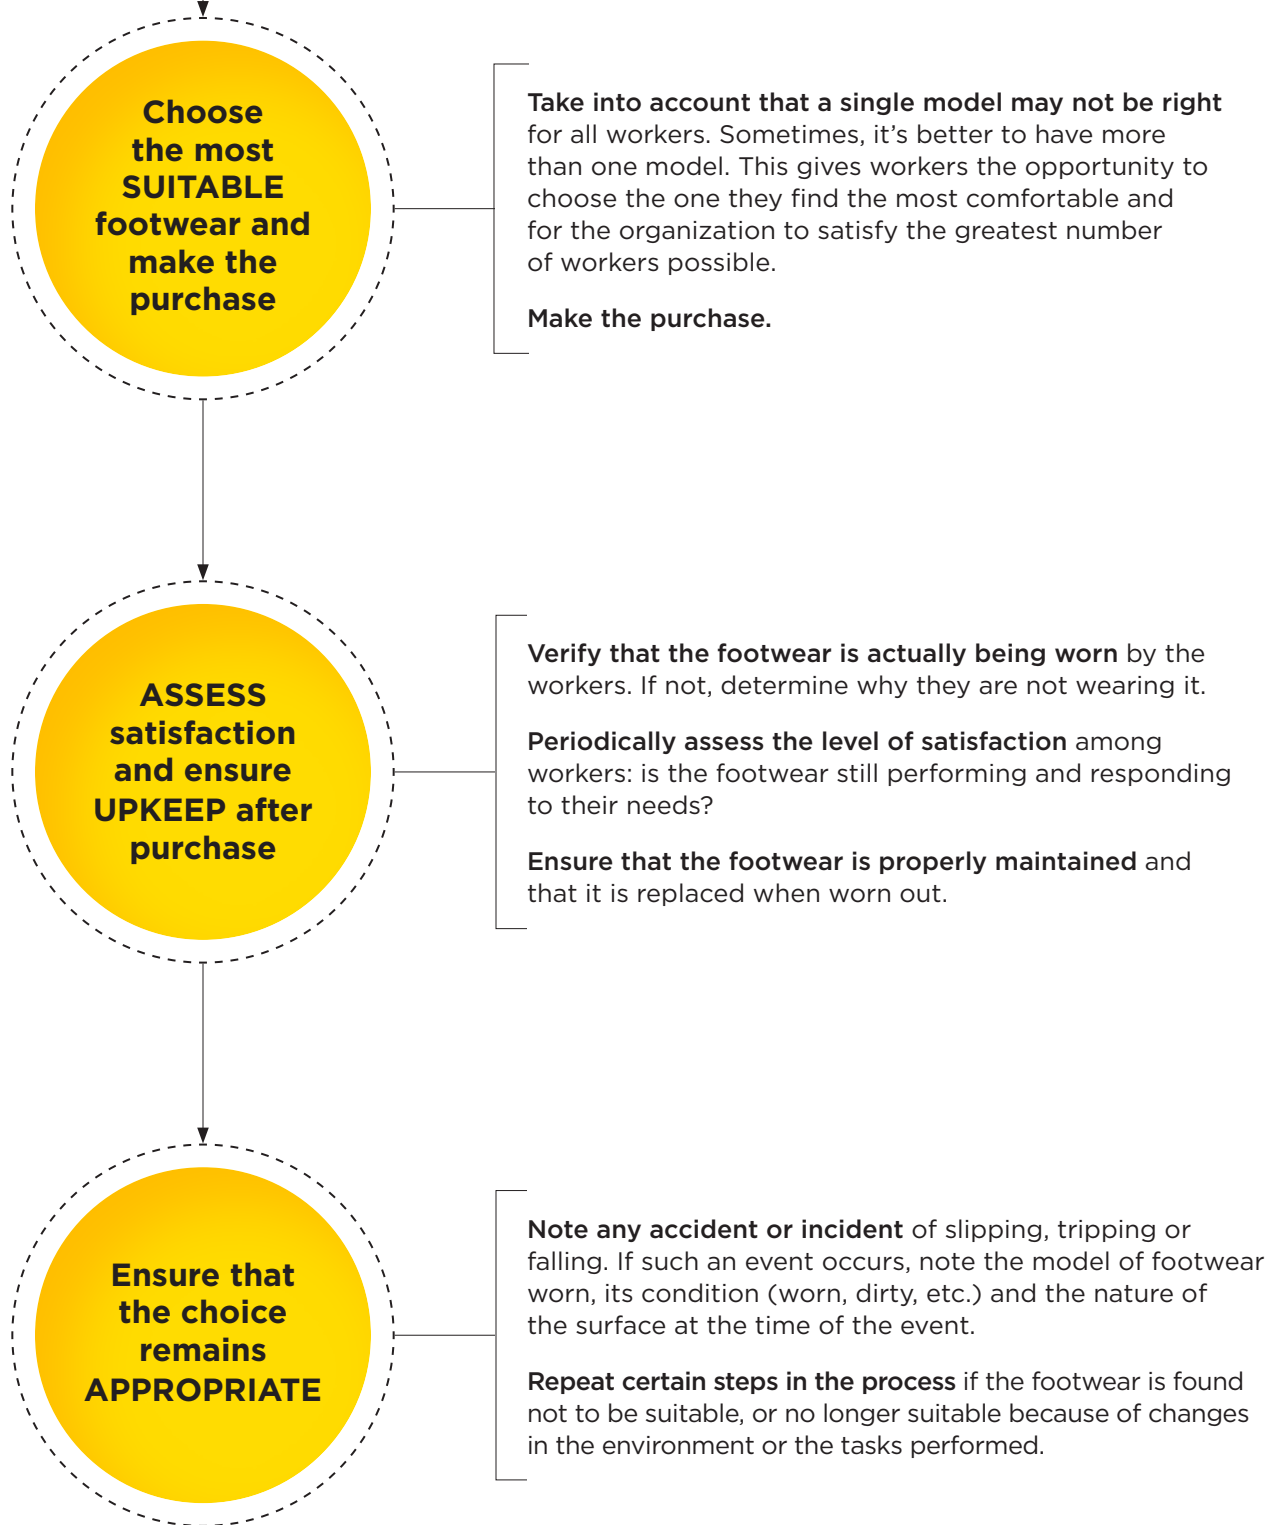 Choose
the most
SUITABLE
footwear and
make the
purchase
Take into account that a single model may not be right
for all workers. Sometimes, it’s better to have more
than one model. This gives workers the opportunity to
choose the one they find the most comfortable and
for the organization to satisfy the greatest number
of workers possible.
Make the purchase.
ASSESS
satisfaction
and ensure
UPKEEP after
purchase
Verify that the footwear is actually being worn by the
workers. If not, determine why they are not wearing it.
Periodically assess the level of satisfaction among
workers: is the footwear still performing and responding
to their needs?
Ensure that the footwear is properly maintained and
that it is replaced when worn out.
Ensure that
the choice
remains
APPROPRIATE
Note any accident or incident of slipping, tripping or
falling. If such an event occurs, note the model of footwear
worn, its condition (worn, dirty, etc.) and the nature of
the surface at the time of the event.
Repeat certain steps in the process if the footwear is found
not to be suitable, or no longer suitable because of changes
in the environment or the tasks performed.